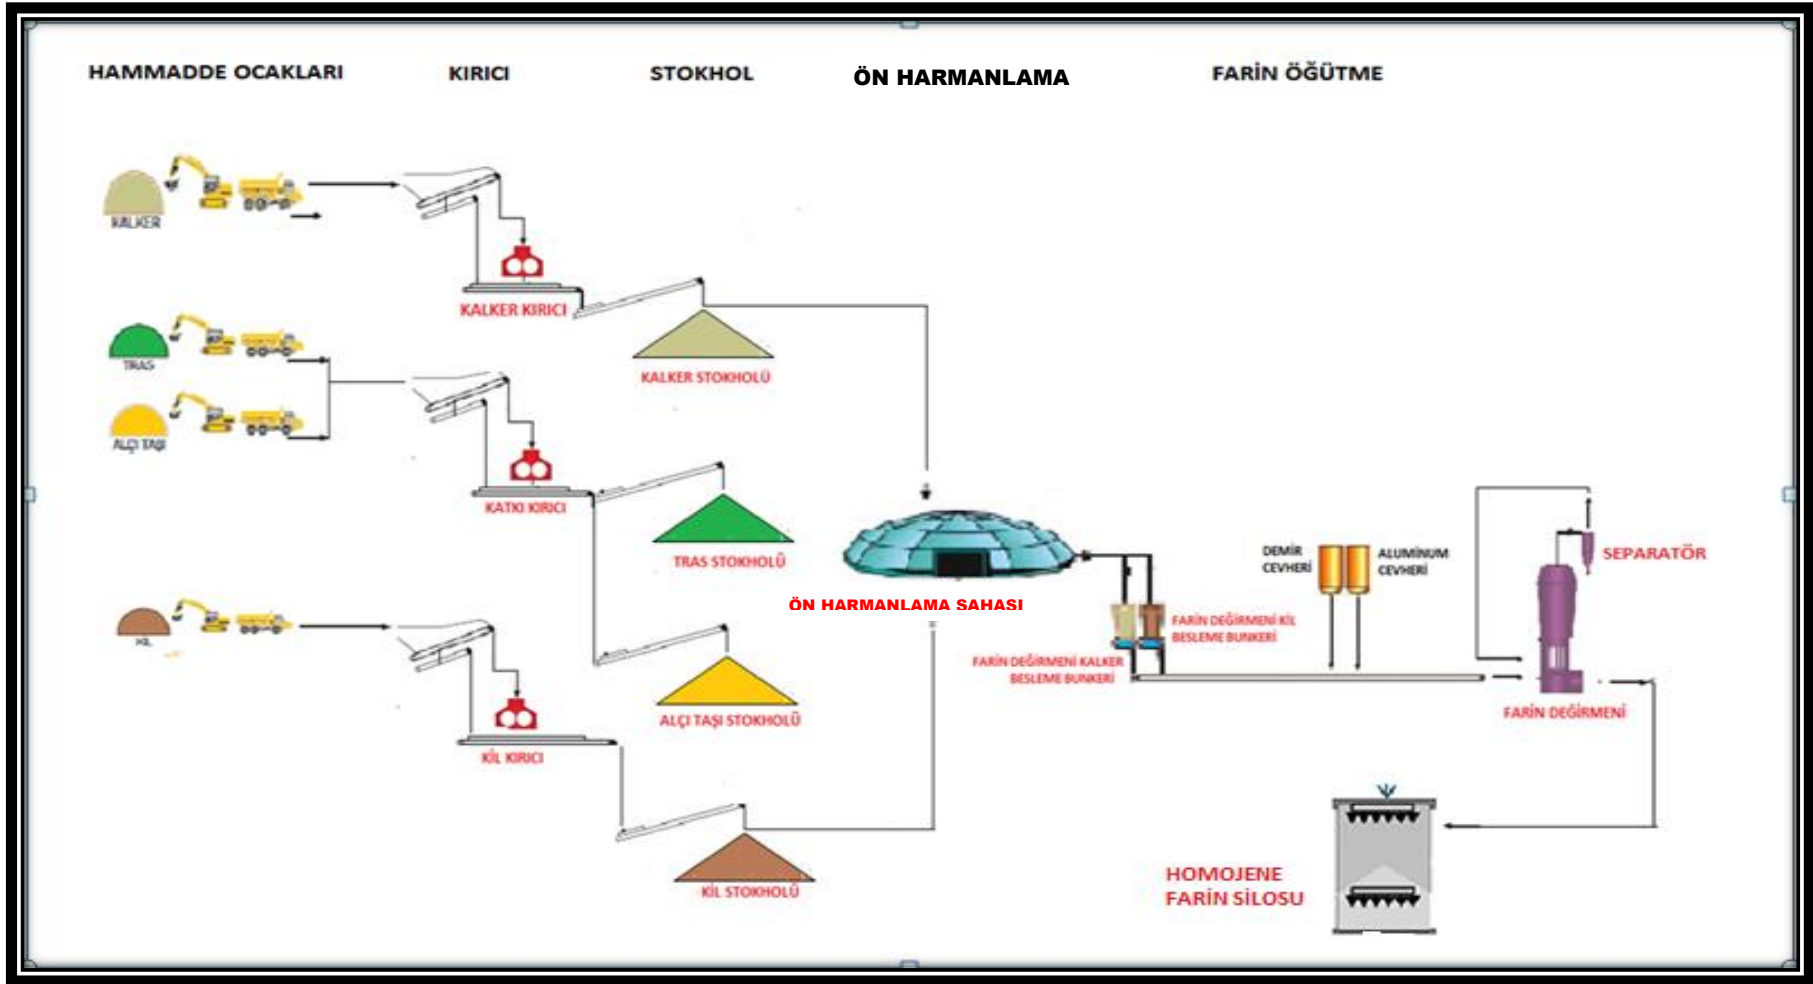 HAMMADDE OCAKLARI
KIRICI
STOKHOL
ÖN HARMANLAMA
FARİN ÖĞÜTME
KALKER
KALKER KIRICI
KALKER STOKHOLÜ
TRAS
ALÇI TAŞI
KATKI KIRICI
TRAS STOKHOLÜ
ÖN HARMANLAMA SAHASI
DEMİR
CEVHERİ
ALUMİNUM
CEVHERİ
SEPARATÖR
FARİN DEĞİRMENİ KİL
BESLEME BUNKERİ
FARİN DEĞİRMENİ KALKER
BESLEME BUNKERİ
FARİN DEĞİRMENİ
KİL
ALÇI TAŞI STOKHOLÜ
KİL KIRICI
KİL STOKHOLÜ
HOMOJENE
FARİN SİLOSU